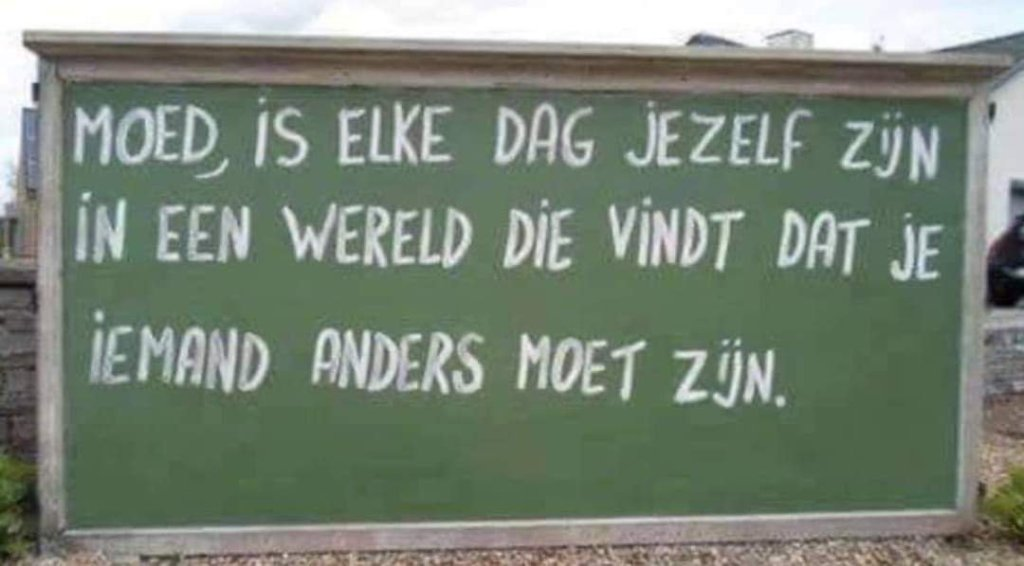 MOED, IS ELKE DAG JEZELF ZIJN
IN EEN WERELD DIE VINDT DAT JE
IEMAND ANDERS MOET ZIJN.